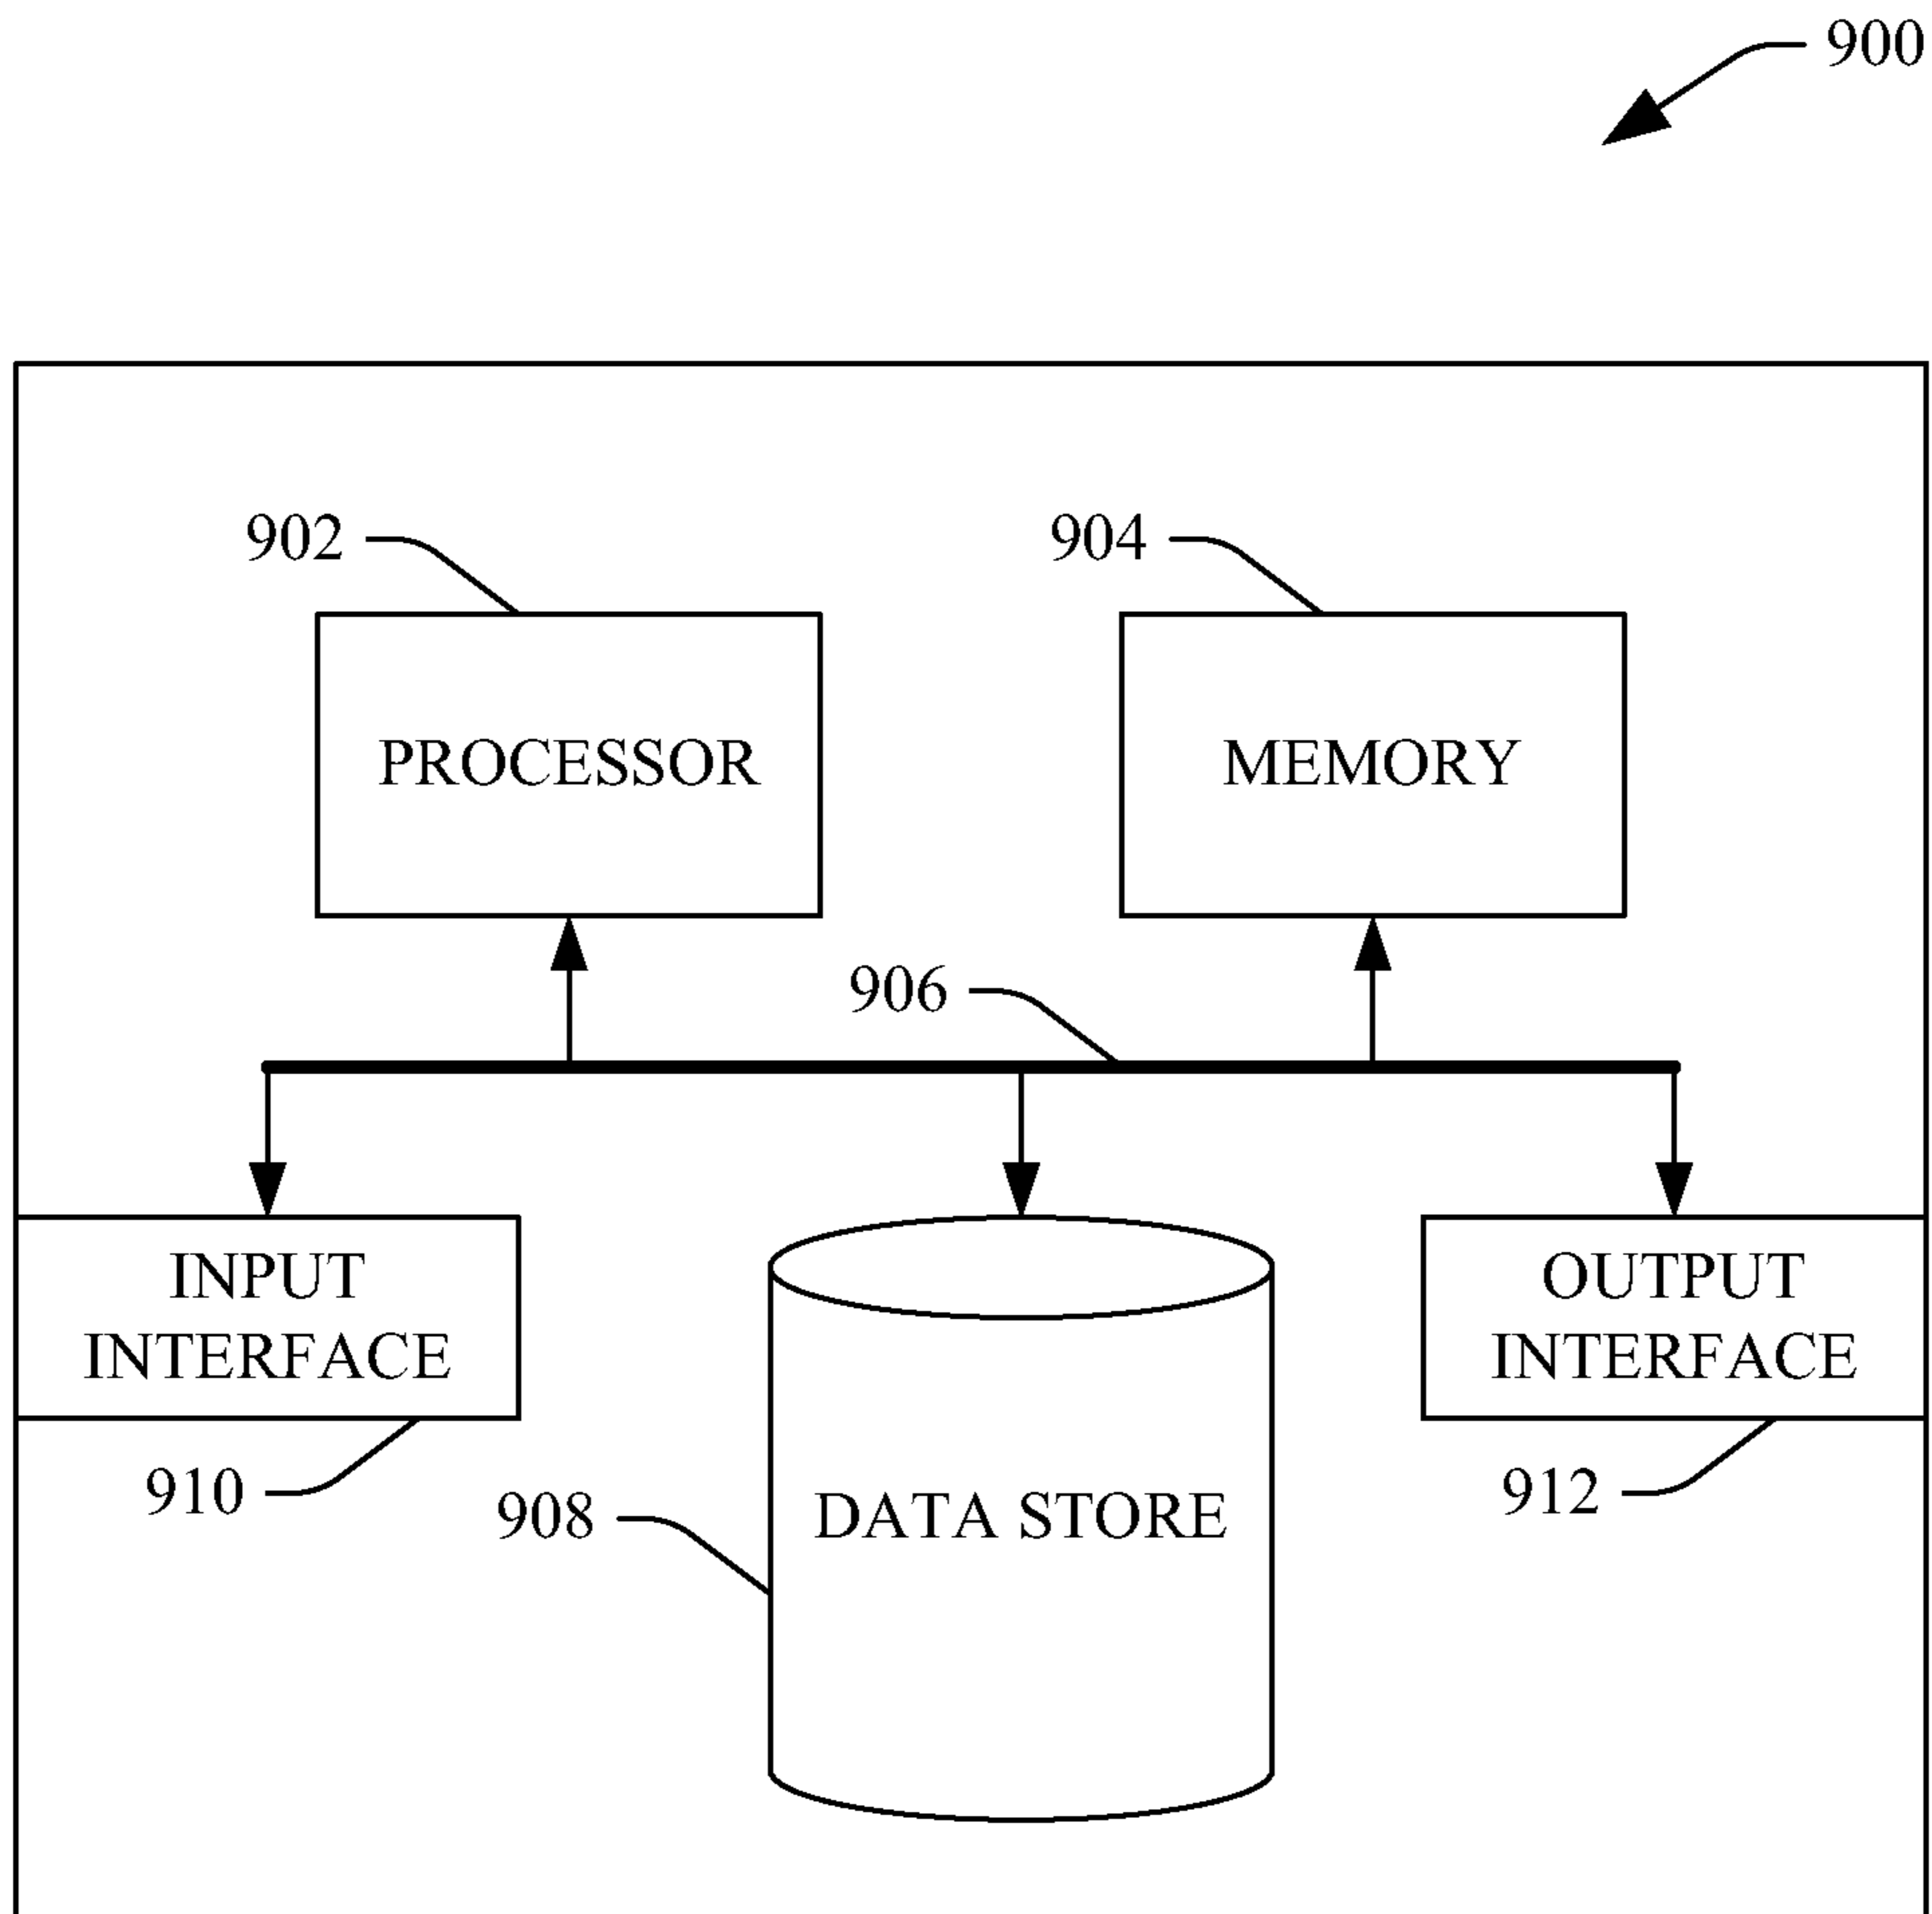 900
902
904
PROCESSOR
MEMORY
906
INPUT
INTERFACE
OUTPUT
INTERFACE
910
908
DATA STORE
912